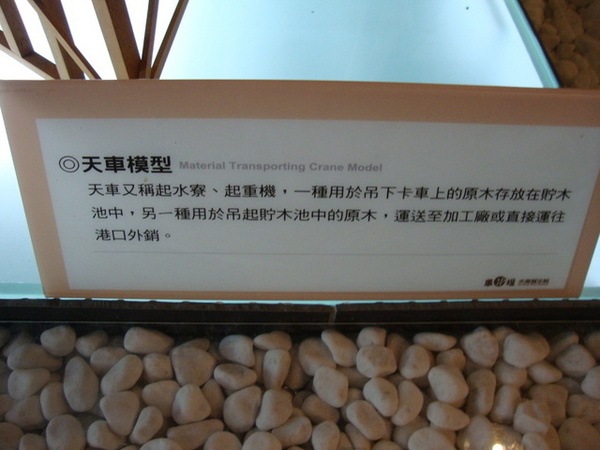 ◎天車模型 Material Transporting Crane Model
天車又稱起水寮、起重機，一種用於吊下卡車上的原木存放在貯木
池中，另一種用於吊起貯木池中的原木，運送至加工廠或直接運往
港口外銷。
車埕